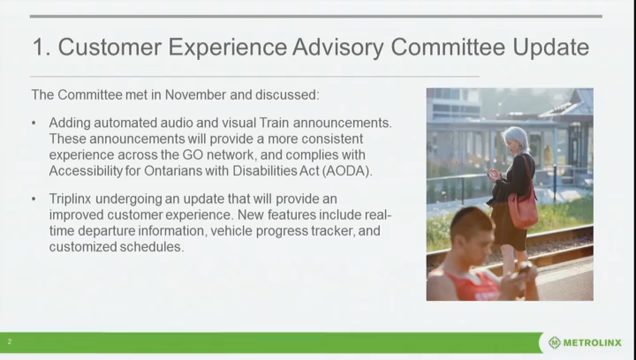 1. Customer Experience Advisory Committee Update
The Committee met in November and discussed:
• Adding automated audio and visual Train announcements.
These announcements will provide a more consistent
experience across the GO network, and complies with
Accessibility for Ontarians with Disabilities Act (AODA).
• Triplinx undergoing an update that will provide an
improved customer experience. New features include real-
time departure information, vehicle progress tracker, and
customized schedules.
2
METROLINX